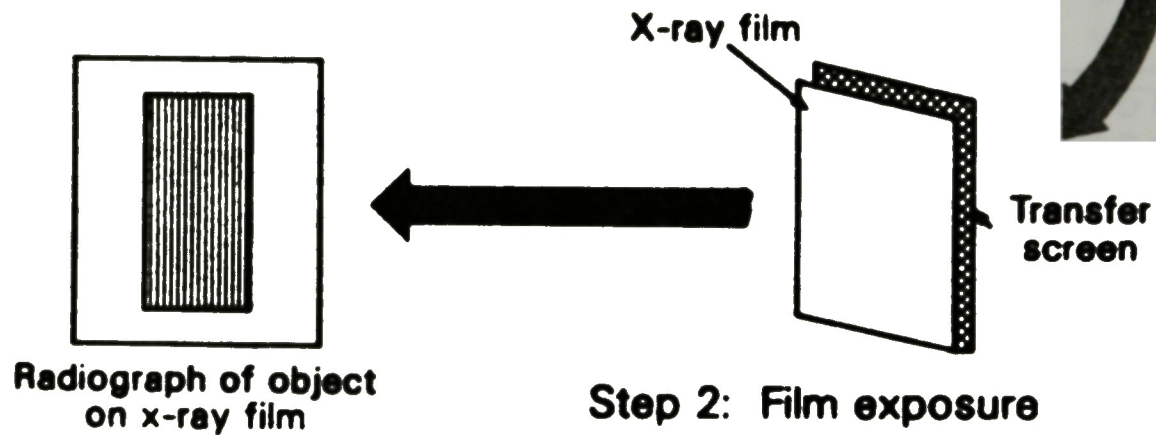 X-ray film
Transfer
screen
Radiograph of object
on x-ray film
Step 2: Film exposure